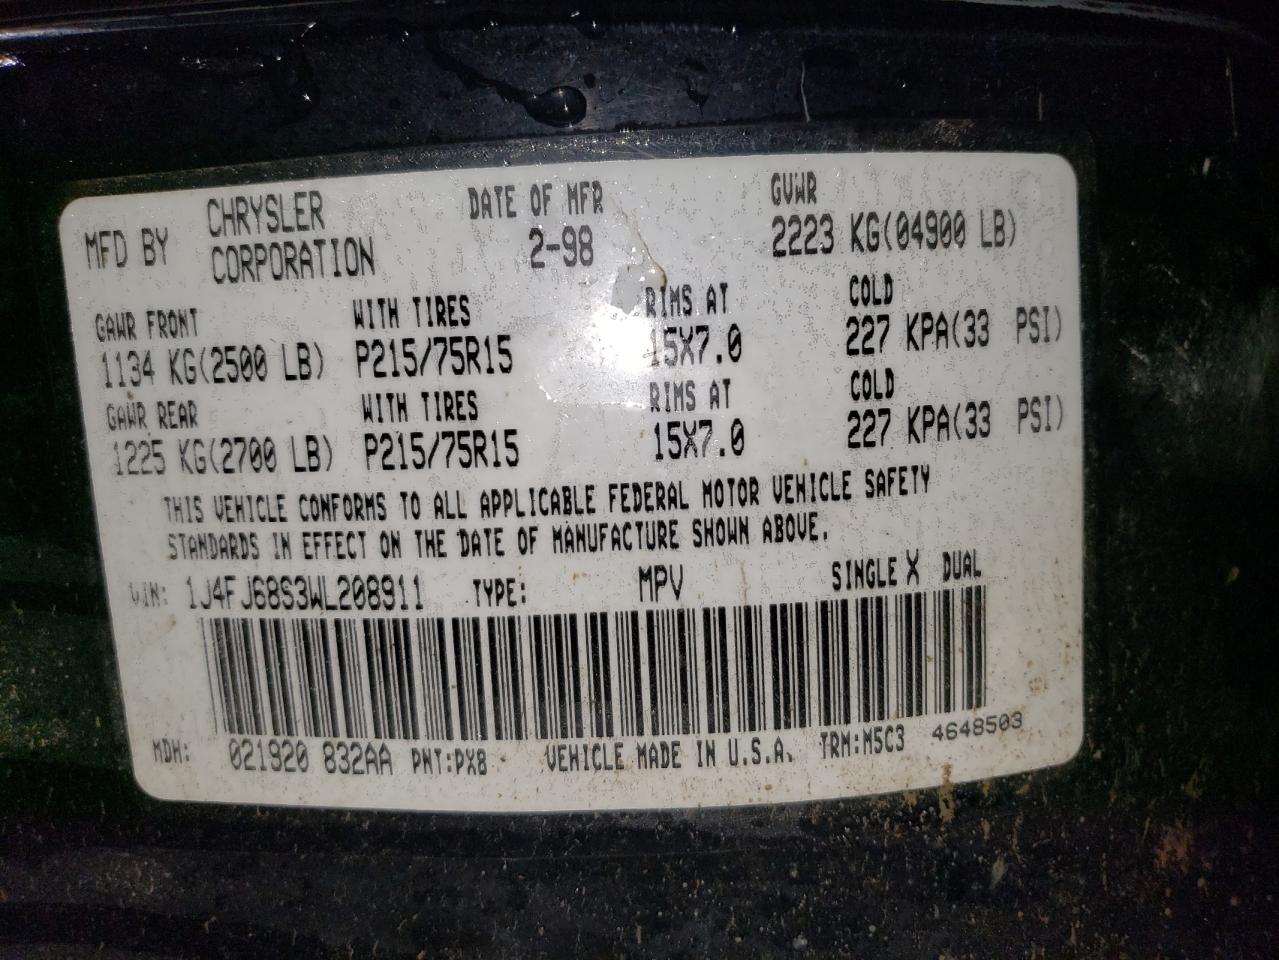 MFD BY CHRYSLER CORPORATION DATE OF MFR 2-98 GVWR 2223 KG(04900 LB)
GAWR FRONT WITH TIRES RIMS AT COLD
1134 KG(2500 LB) P215/75R15 15X7.0 227 KPA(33 PSI)
GAWR REAR WITH TIRES RIMS AT COLD
1225 KG(2700 LB) P215/75R15 15X7.0 227 KPA(33 PSI)
THIS VEHICLE CONFORMS TO ALL APPLICABLE FEDERAL MOTOR VEHICLE SAFETY
STANDARDS IN EFFECT ON THE DATE OF MANUFACTURE SHOWN ABOVE.
VIN: 1J4FJ68S3WL208911 TYPE: MPV SINGLE X DUAL
MDH: 021920 832AA PNT:PX8 VEHICLE MADE IN U.S.A. TRM:M5C3 4648503